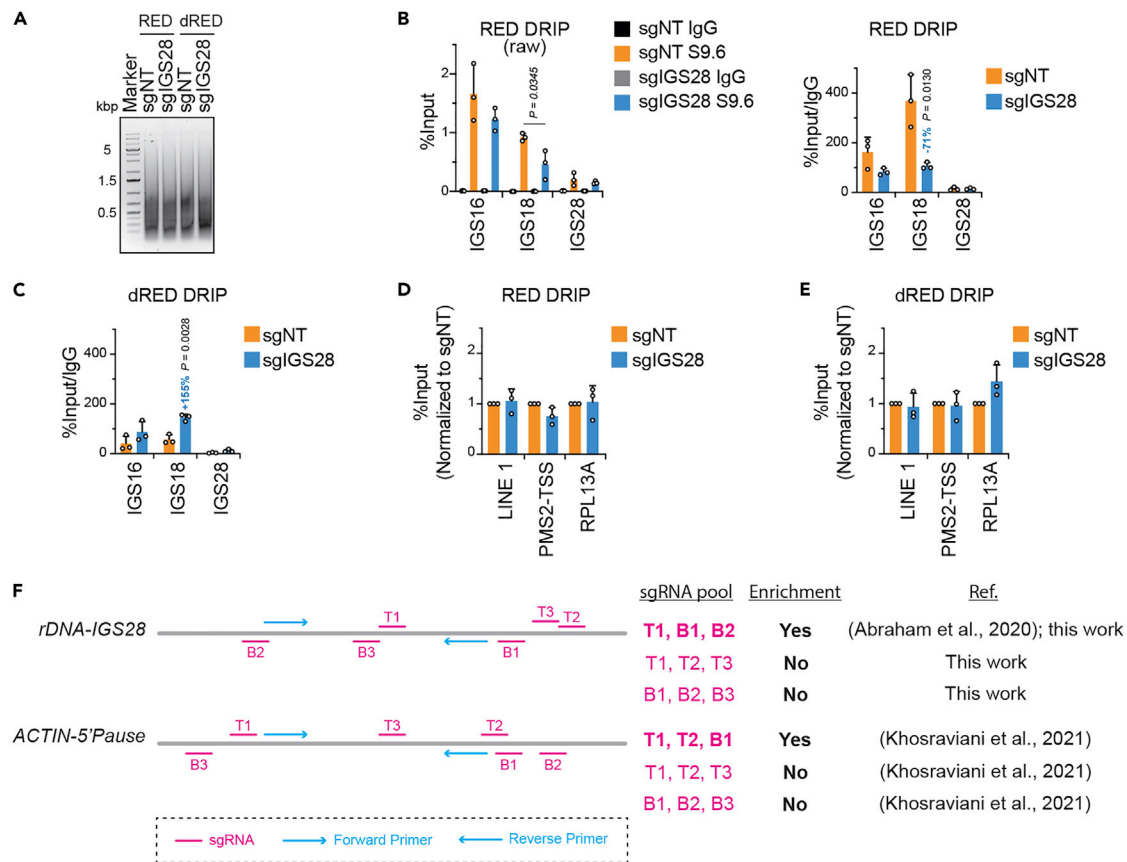 A
RED dRED
Marker
sgNT
sgIGS28
sgNT
sgIGS28
kbp
5
1.5
0.5
B
RED DRIP
(raw)
%Input
2
1
0
P = 0.0345
IGS16
IGS18
IGS28
sgNT IgG
sgNT S9.6
sgIGS28 IgG
sgIGS28 S9.6
RED DRIP
%Input/IgG
400
200
0
-71% P = 0.0130
IGS16
IGS18
IGS28
sgNT
sgIGS28
C
dRED DRIP
%Input/IgG
400
200
0
+155% P = 0.0028
IGS16
IGS18
IGS28
sgNT
sgIGS28
D
RED DRIP
%Input
(Normalized to sgNT)
2
1
0
LINE 1
PMS2-TSS
RPL13A
sgNT
sgIGS28
E
dRED DRIP
%Input
(Normalized to sgNT)
2
1
0
LINE 1
PMS2-TSS
RPL13A
sgNT
sgIGS28
F
sgRNA pool Enrichment Ref.
rDNA-IGS28
T1 T3 T2
B2 B3 B1
T1, B1, B2 Yes (Abraham et al., 2020); this work
T1, T2, T3 No This work
B1, B2, B3 No This work
ACTIN-5'Pause
T1 T3 T2
B3 B1 B2
T1, T2, B1 Yes (Khosraviani et al., 2021)
T1, T2, T3 No (Khosraviani et al., 2021)
B1, B2, B3 No (Khosraviani et al., 2021)
sgRNA Forward Primer Reverse Primer